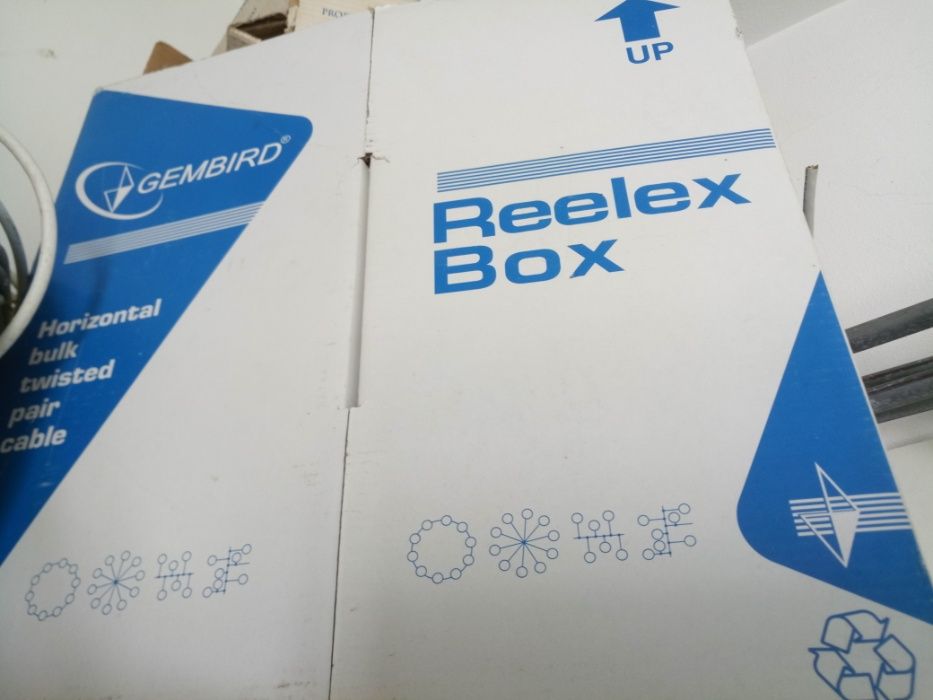 GEMBIRD®
Horizontal
bulk
twisted
pair
cable
UP
Reelex
Box